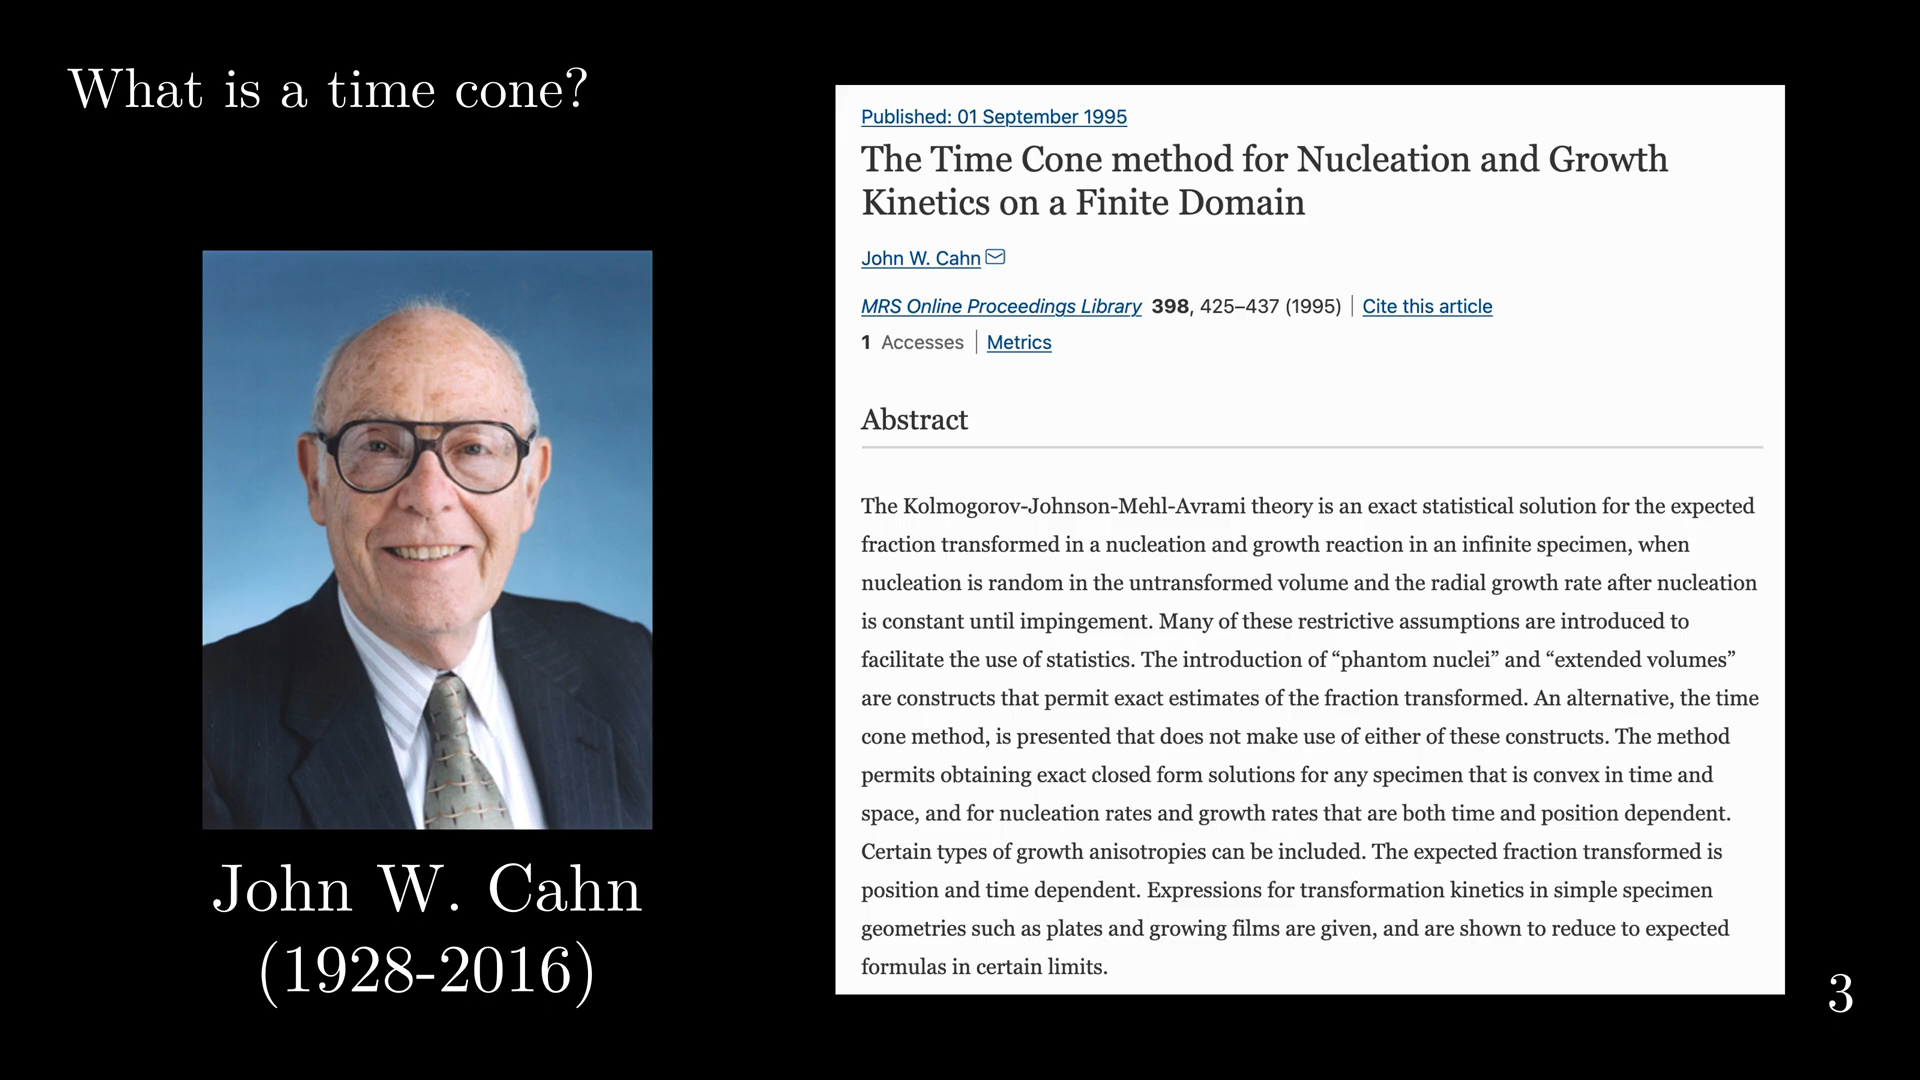 What is a time cone?
John W. Cahn
(1928-2016)
Published: 01 September 1995
The Time Cone method for Nucleation and Growth
Kinetics on a Finite Domain
John W. Cahn
MRS Online Proceedings Library 398, 425–437 (1995) | Cite this article
1 Accesses | Metrics
Abstract
The Kolmogorov-Johnson-Mehl-Avrami theory is an exact statistical solution for the expected
fraction transformed in a nucleation and growth reaction in an infinite specimen, when
nucleation is random in the untransformed volume and the radial growth rate after nucleation
is constant until impingement. Many of these restrictive assumptions are introduced to
facilitate the use of statistics. The introduction of “phantom nuclei” and “extended volumes”
are constructs that permit exact estimates of the fraction transformed. An alternative, the time
cone method, is presented that does not make use of either of these constructs. The method
permits obtaining exact closed form solutions for any specimen that is convex in time and
space, and for nucleation rates and growth rates that are both time and position dependent.
Certain types of growth anisotropies can be included. The expected fraction transformed is
position and time dependent. Expressions for transformation kinetics in simple specimen
geometries such as plates and growing films are given, and are shown to reduce to expected
formulas in certain limits.
3